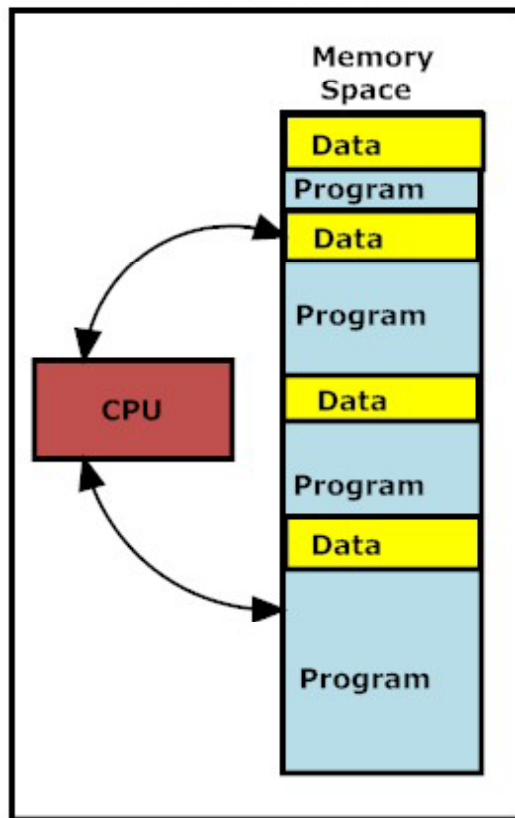 Memory
Space
Data
Program
Data
Program
CPU
Data
Program
Data
Program